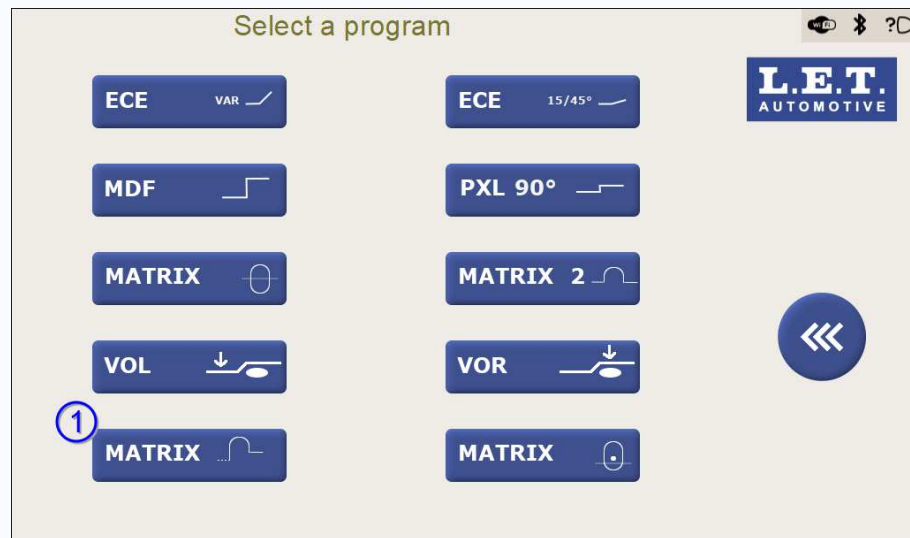 Select a program
WiFi ?
L.E.T.
AUTOMOTIVE
ECE VAR
ECE 15/45°
MDF
PXL 90°
MATRIX
MATRIX 2
VOL
VOR
1
MATRIX ...
MATRIX